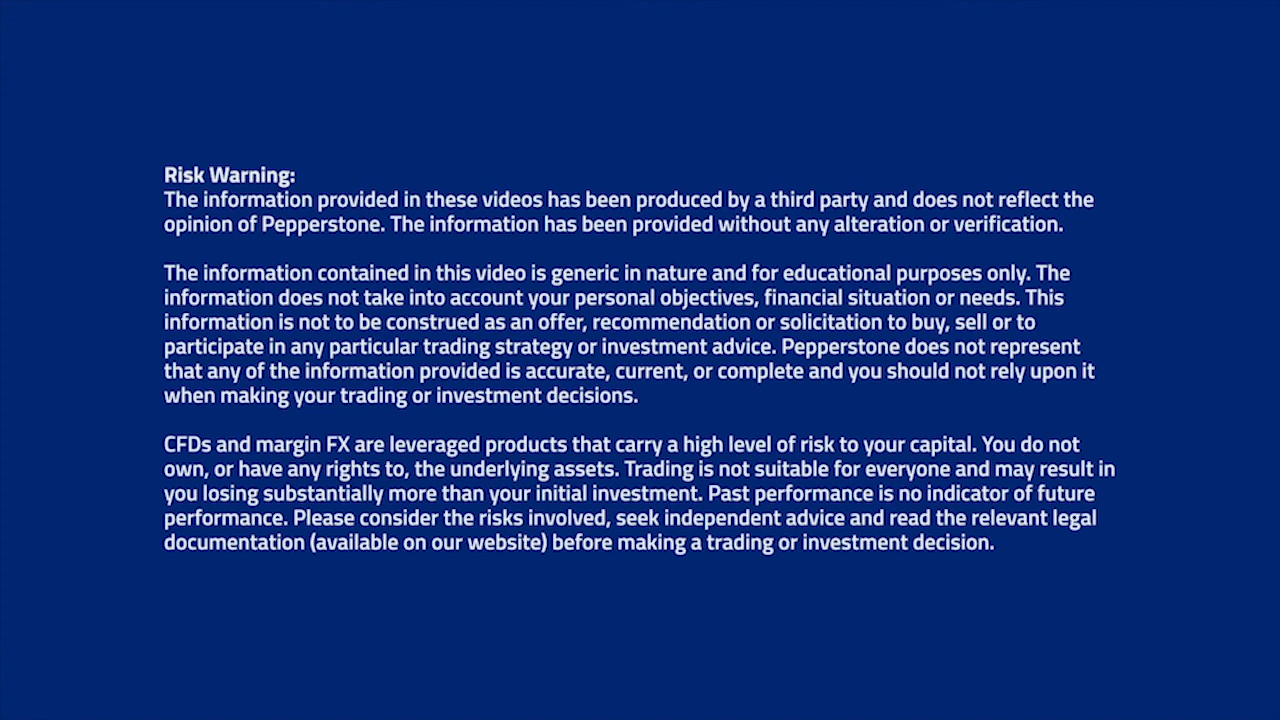 Risk Warning:
The information provided in these videos has been produced by a third party and does not reflect the
opinion of Pepperstone. The information has been provided without any alteration or verification.
The information contained in this video is generic in nature and for educational purposes only. The
information does not take into account your personal objectives, financial situation or needs. This
information is not to be construed as an offer, recommendation or solicitation to buy, sell or to
participate in any particular trading strategy or investment advice. Pepperstone does not represent
that any of the information provided is accurate, current, or complete and you should not rely upon it
when making your trading or investment decisions.
CFDs and margin FX are leveraged products that carry a high level of risk to your capital. You do not
own, or have any rights to, the underlying assets. Trading is not suitable for everyone and may result in
you losing substantially more than your initial investment. Past performance is no indicator of future
performance. Please consider the risks involved, seek independent advice and read the relevant legal
documentation (available on our website) before making a trading or investment decision.